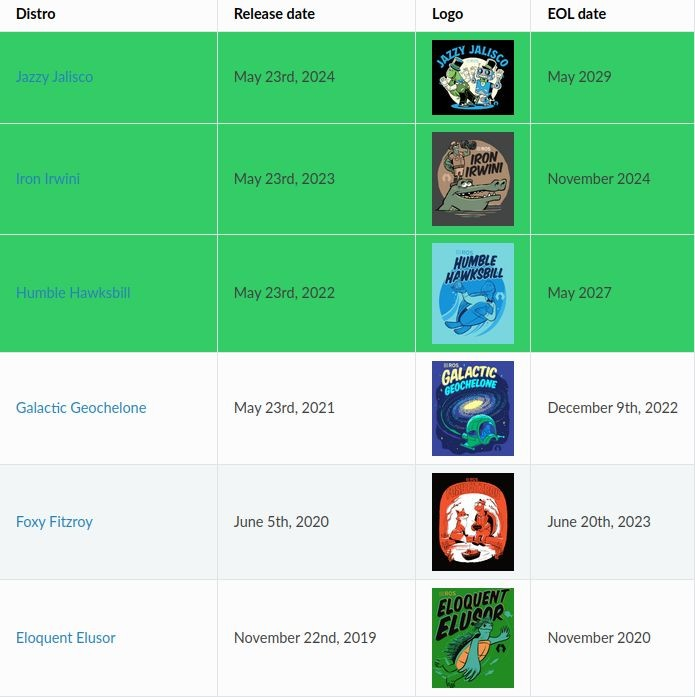 Distro Release date Logo EOL date
Jazzy Jalisco May 23rd, 2024 JAZZY JALISCO May 2029
Iron Irwini May 23rd, 2023 ROS IRON IRWINI November 2024
Humble Hawksbill May 23rd, 2022 ROS HUMBLE HAWKSBILL May 2027
Galactic Geochelone May 23rd, 2021 ROS GALACTIC GEOCHELONE December 9th, 2022
Foxy Fitzroy June 5th, 2020 ROS June 20th, 2023
Eloquent Elusor November 22nd, 2019 ROS ELOQUENT ELUSOR November 2020